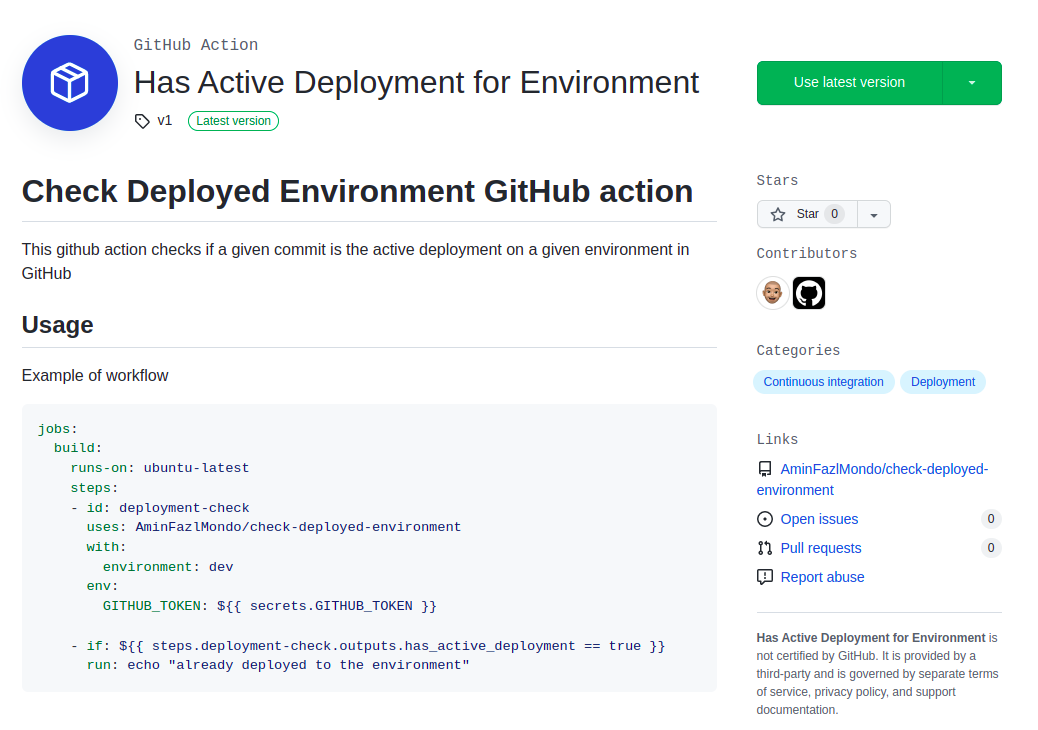 GitHub Action
Has Active Deployment for Environment
v1 Latest version
Use latest version
Check Deployed Environment GitHub action
This github action checks if a given commit is the active deployment on a given environment in
GitHub
Usage
Example of workflow
jobs:
  build:
    runs-on: ubuntu-latest
    steps:
    - id: deployment-check
      uses: AminFazlMondo/check-deployed-environment
      with:
        environment: dev
      env:
        GITHUB_TOKEN: ${{ secrets.GITHUB_TOKEN }}

    - if: ${{ steps.deployment-check.outputs.has_active_deployment == true }}
      run: echo "already deployed to the environment"
Stars
Star 0
Contributors
Categories
Continuous integration Deployment
Links
AminFazlMondo/check-deployed-
environment
Open issues 0
Pull requests 0
Report abuse
Has Active Deployment for Environment is
not certified by GitHub. It is provided by a
third-party and is governed by separate terms
of service, privacy policy, and support
documentation.